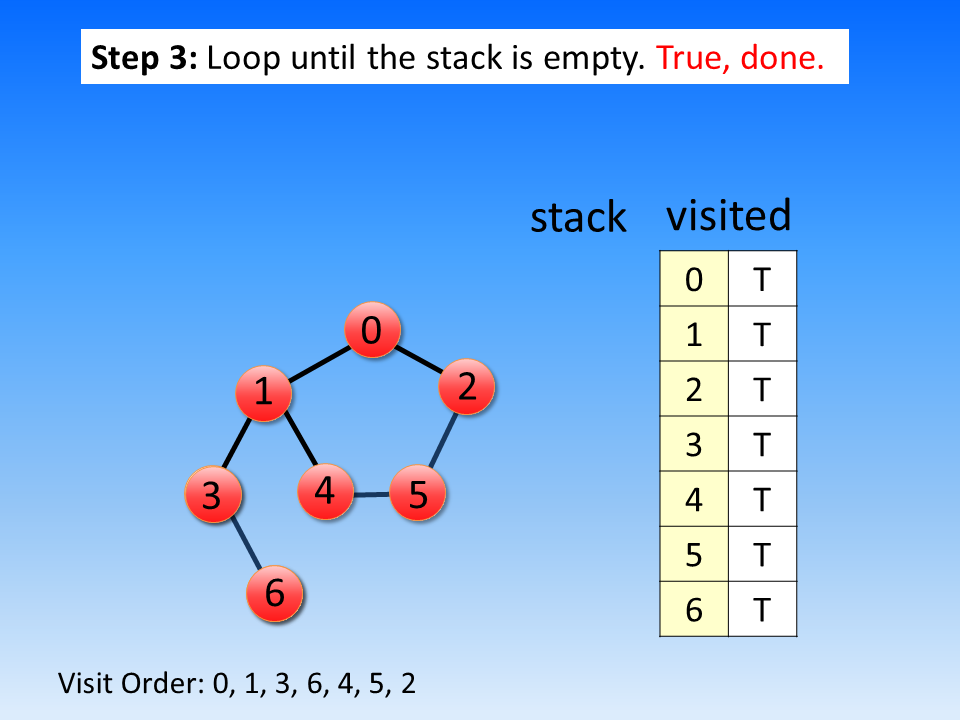 Step 3: Loop until the stack is empty. True, done.
stack visited
0 T
1 T
2 T
3 T
4 T
5 T
6 T
0
1
2
3
4
5
6
Visit Order: 0, 1, 3, 6, 4, 5, 2